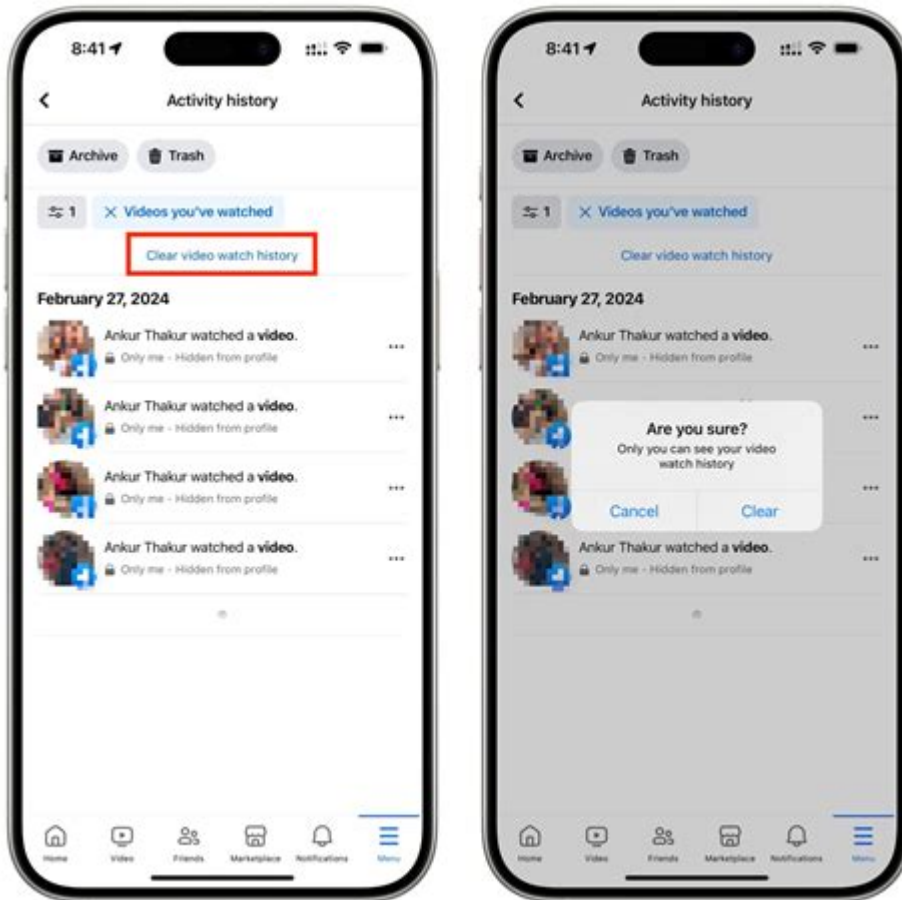 8:41
Activity history
Archive Trash
1 Videos you've watched
Clear video watch history
February 27, 2024
Ankur Thakur watched a video.
Only me - Hidden from profile
Ankur Thakur watched a video.
Only me - Hidden from profile
Ankur Thakur watched a video.
Only me - Hidden from profile
Ankur Thakur watched a video.
Only me - Hidden from profile
Home Video Friends Marketplace Notifications Menu
8:41
Activity history
Archive Trash
1 Videos you've watched
Clear video watch history
February 27, 2024
Ankur Thakur watched a video.
Only me - Hidden from profile
Are you sure?
Only you can see your video
watch history
Cancel Clear
Ankur Thakur watched a video.
Only me - Hidden from profile
Home Video Friends Marketplace Notifications Menu